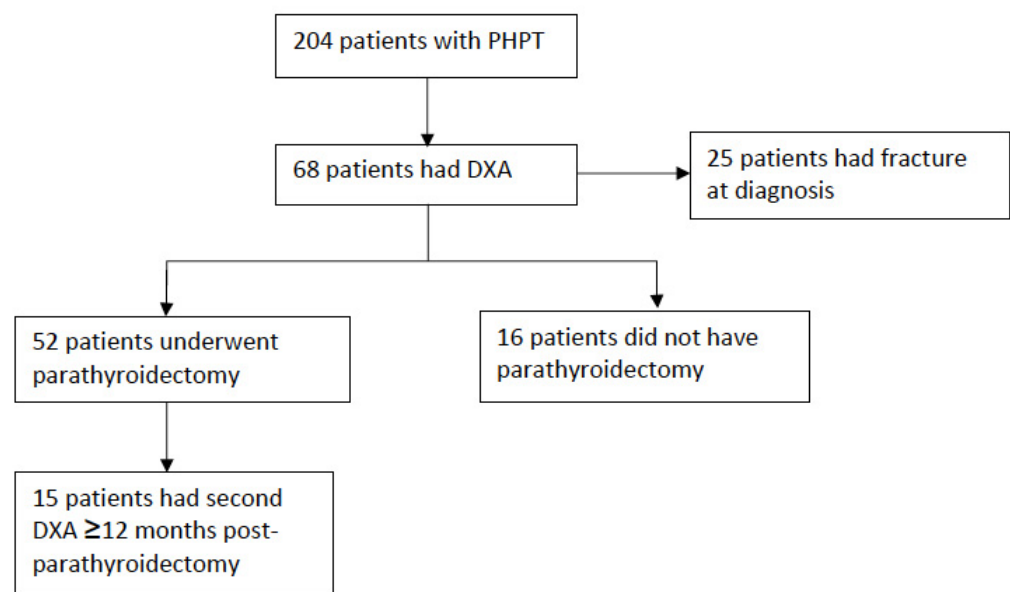 204 patients with PHPT
68 patients had DXA
25 patients had fracture
at diagnosis
52 patients underwent
parathyroidectomy
16 patients did not have
parathyroidectomy
15 patients had second
DXA ≥12 months post-
parathyroidectomy